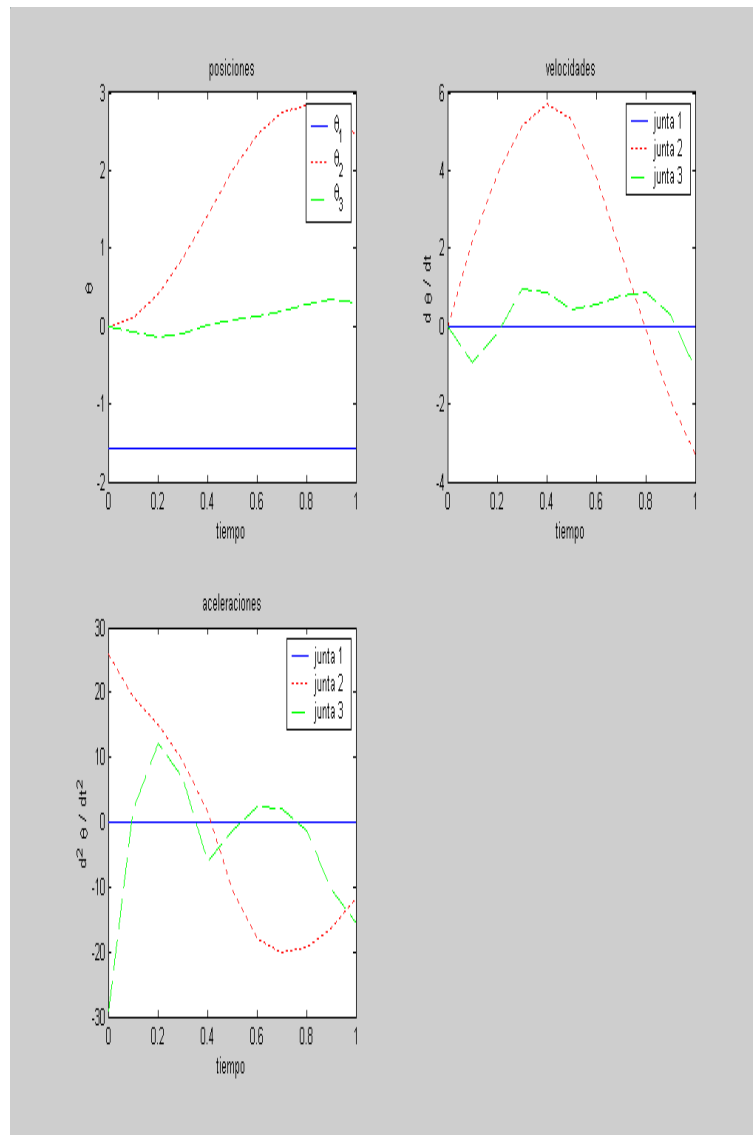 posiciones
3
2
1
0
-1
-2
θ
θ1
θ2
θ3
0 0.2 0.4 0.6 0.8 1
tiempo
velocidades
6
4
2
0
-2
-4
d θ / dt
junta 1
junta 2
junta 3
0 0.2 0.4 0.6 0.8 1
tiempo
aceleraciones
30
20
10
0
-10
-20
-30
d² θ / dt²
junta 1
junta 2
junta 3
0 0.2 0.4 0.6 0.8 1
tiempo